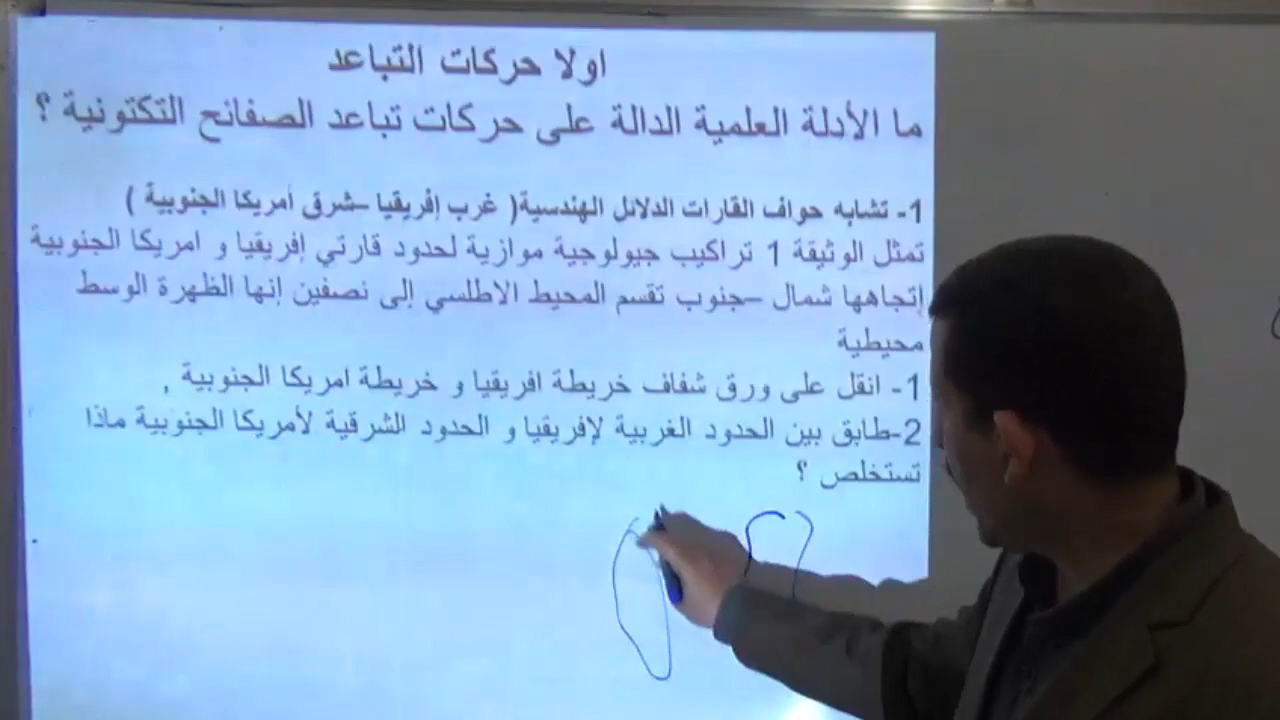 اولا حركات التباعد
ما الأدلة العلمية الدالة على حركات تباعد الصفائح التكتونية ؟
1- تشابه حواف القارات الدلائل الهندسية( غرب إفريقيا –شرق أمريكا الجنوبية )
تمثل الوثيقة 1 تراكيب جيولوجية موازية لحدود قارتي إفريقيا و امريكا الجنوبية
إتجاهها شمال –جنوب تقسم المحيط الاطلسي إلى نصفين إنها الظهرة الوسط
محيطية
1- انقل على ورق شفاف خريطة افريقيا و خريطة امريكا الجنوبية ,
2-طابق بين الحدود الغربية لإفريقيا و الحدود الشرقية لأمريكا الجنوبية ماذا
تستخلص ؟